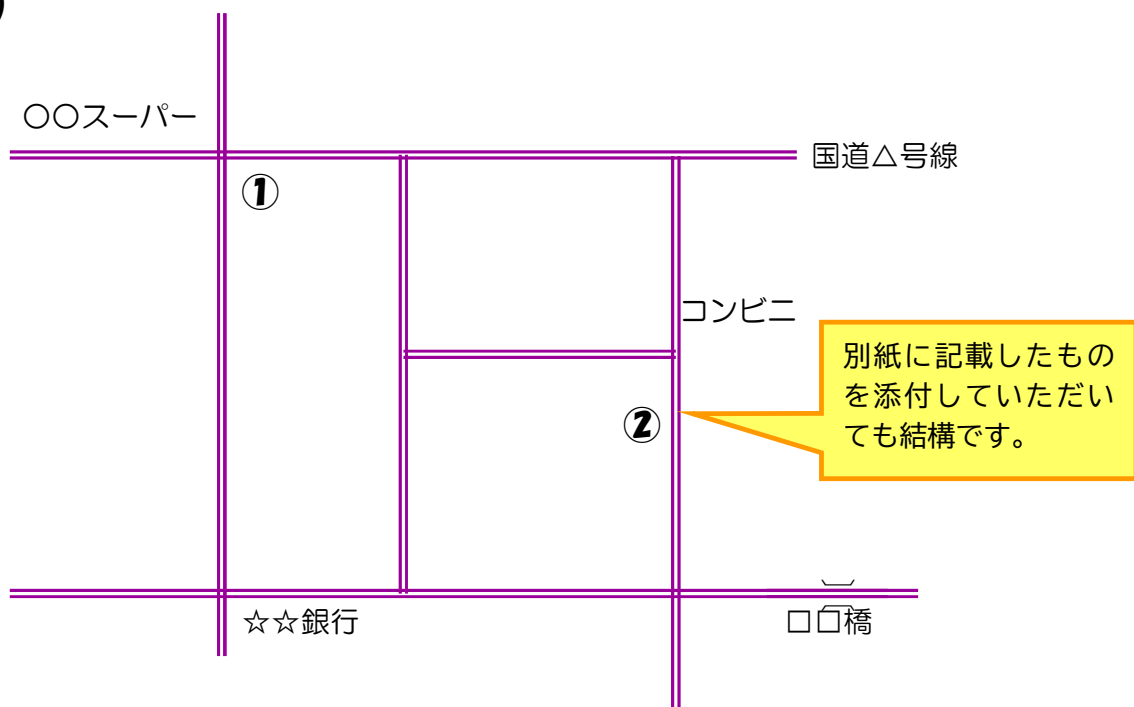 )
〇〇スーパー
国道△号線
①
コンビニ
別紙に記載したもの
を添付していただい
ても結構です。
②
☆☆銀行
□□橋